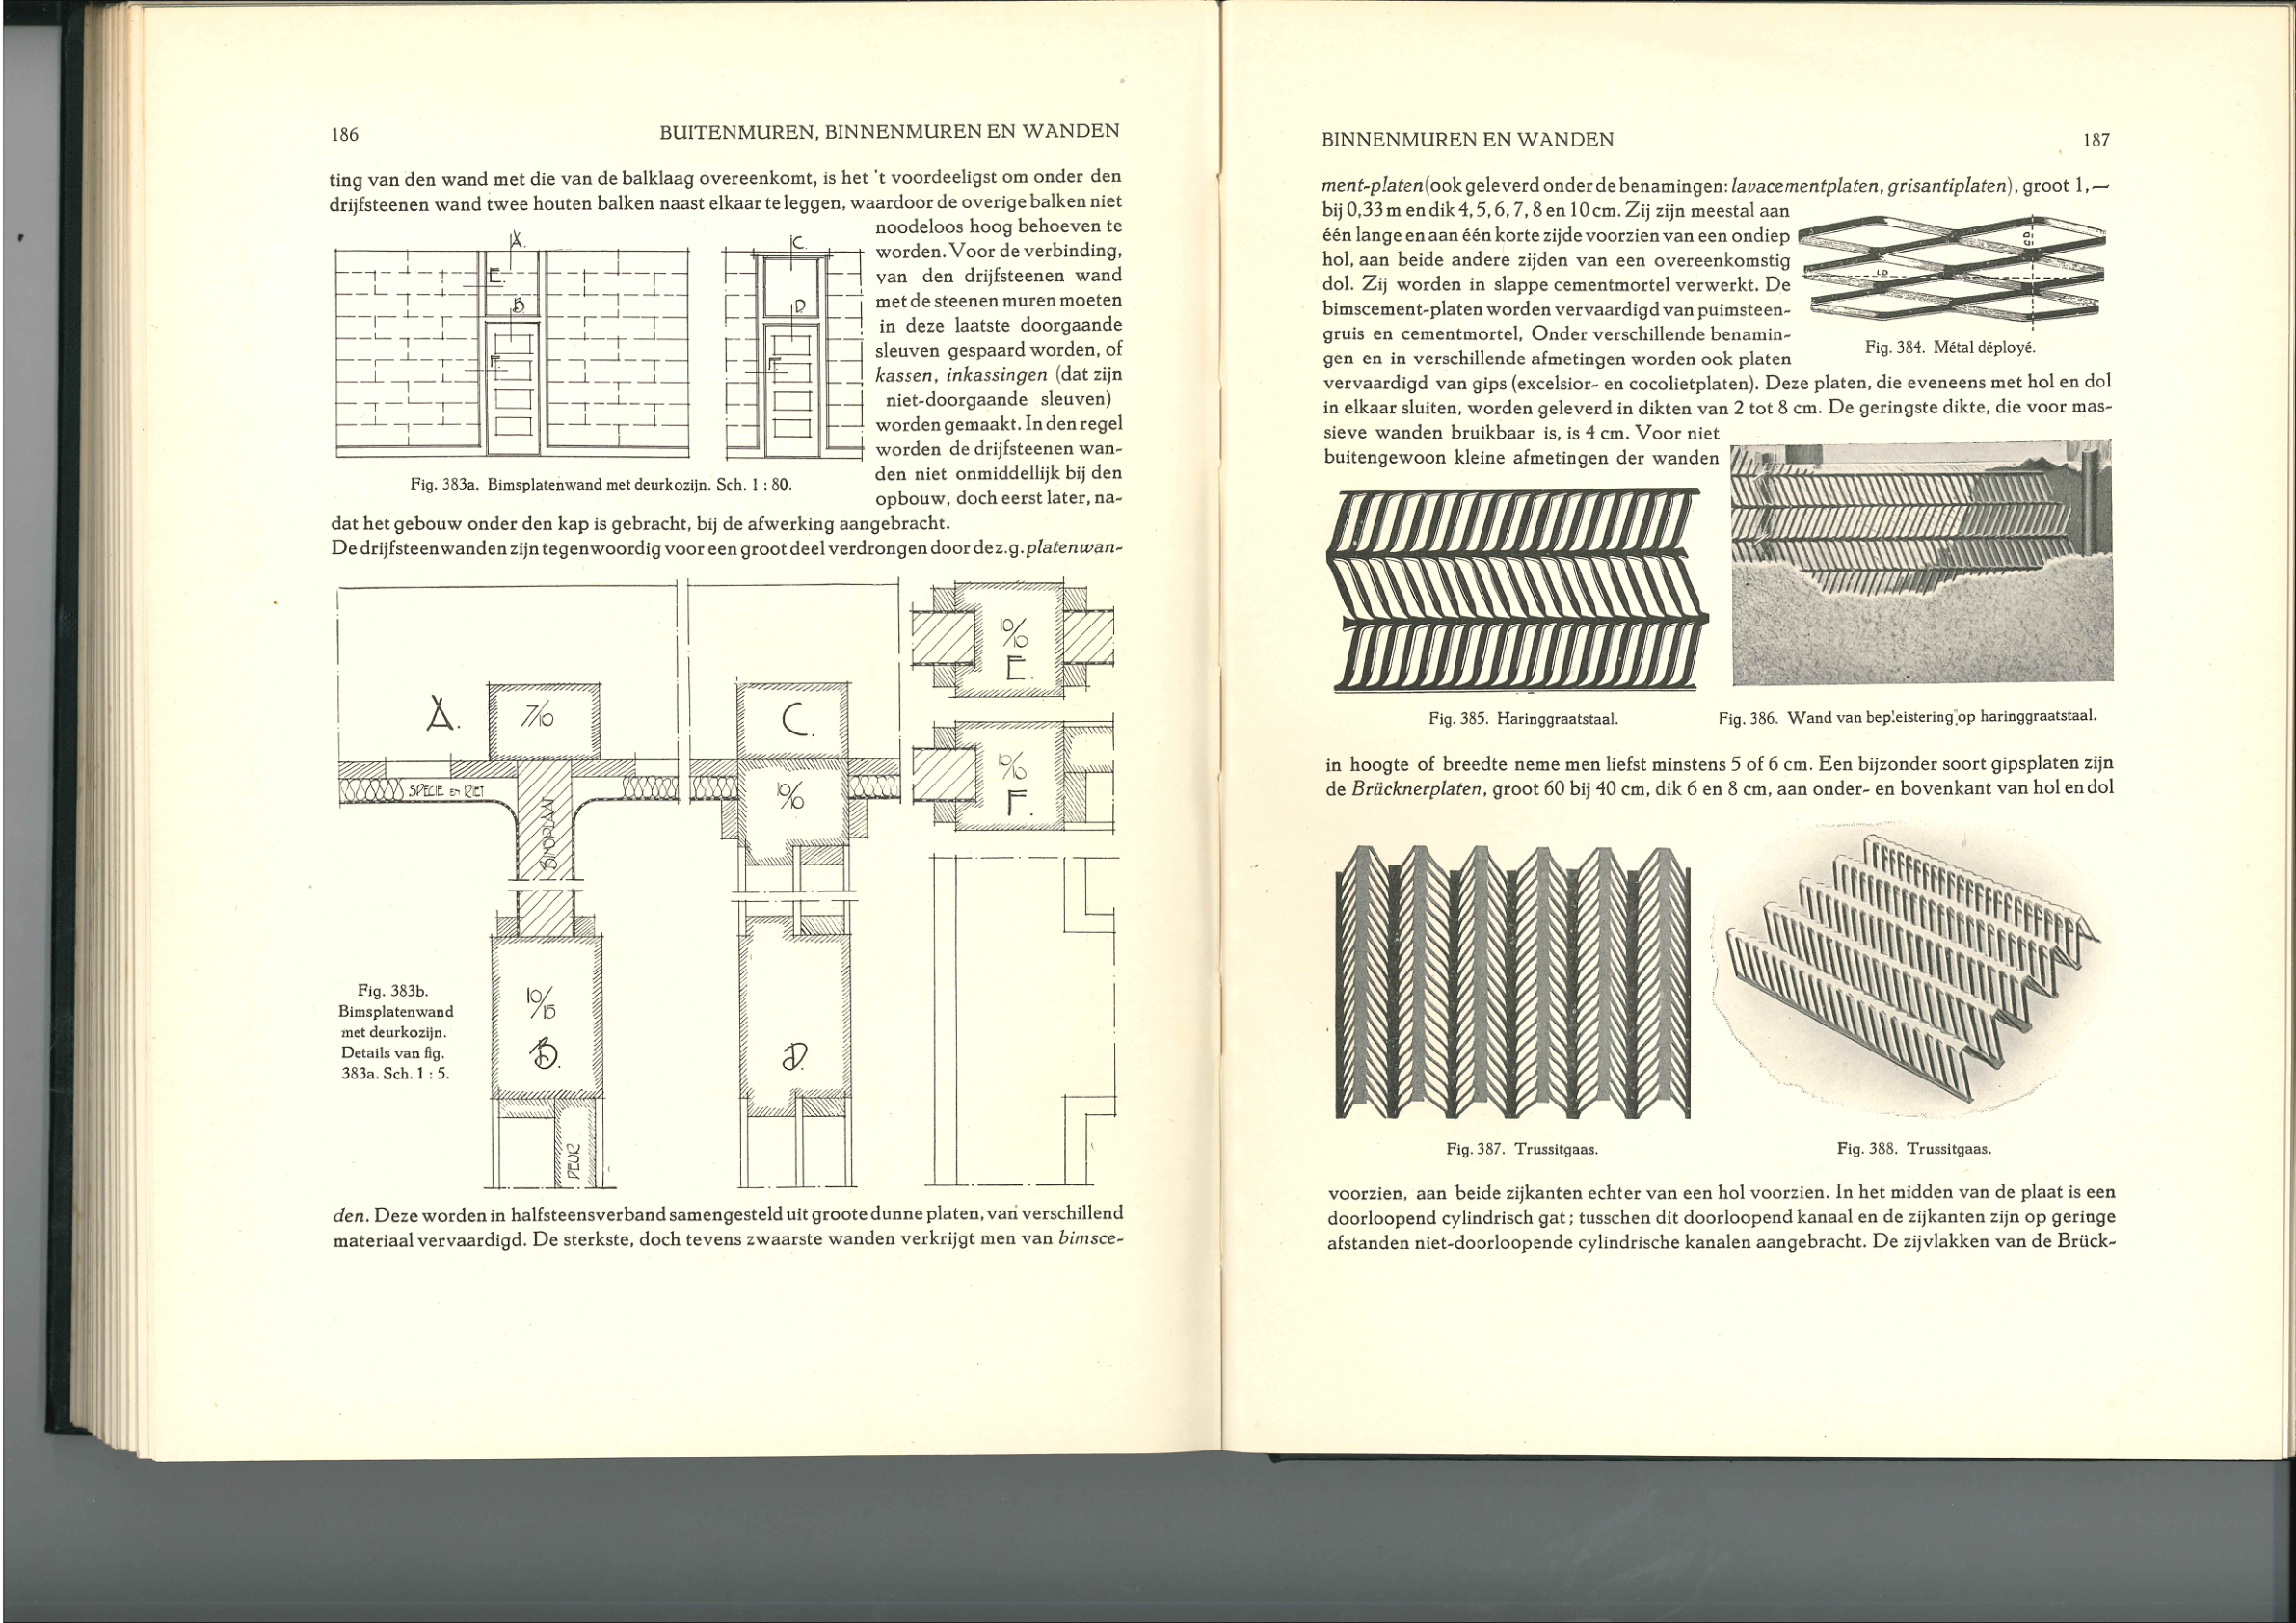 186
BUITENMUREN, BINNENMUREN EN WANDEN
ting van den wand met die van de balklaag overeenkomt, is het 't voordeeligst om onder den
drijfsteenen wand twee houten balken naast elkaar te leggen, waardoor de overige balken niet
noodeloos hoog behoeven te
worden. Voor de verbinding,
van den drijfsteenen wand
met de steenen muren moeten
in deze laatste doorgaande
sleuven gespaard worden, of
kassen, inkassingen (dat zijn
niet-doorgaande sleuven)
worden gemaakt. In den regel
worden de drijfsteenen wan-
den niet onmiddellijk bij den
opbouw, doch eerst later, na-
A.
E.
B.
F.
C.
D.
F.
Fig. 383a. Bimsplatenwand met deurkozijn. Sch. 1 : 80.
dat het gebouw onder den kap is gebracht, bij de afwerking aangebracht.
De drijfsteenwanden zijn tegenwoordig voor een groot deel verdrongen door de z.g. platenwan-
A.
7/10
SPECIE EN RIET
C.
10/10
10/10
E.
10/10
F.
10/15
B.
D.
DEUR
Fig. 383b.
Bimsplatenwand
met deurkozijn.
Details van fig.
383a. Sch. 1 : 5.
den. Deze worden in halfsteensverband samengesteld uit groote dunne platen, van verschillend
materiaal vervaardigd. De sterkste, doch tevens zwaarste wanden verkrijgt men van bimsce-
BINNENMUREN EN WANDEN
187
ment-platen (ook geleverd onder de benamingen: lavacementplaten, grisantiplaten), groot 1,—
bij 0,33 m en dik 4, 5, 6, 7, 8 en 10 cm. Zij zijn meestal aan
één lange en aan één korte zijde voorzien van een ondiep
hol, aan beide andere zijden van een overeenkomstig
dol. Zij worden in slappe cementmortel verwerkt. De
bimscement-platen worden vervaardigd van puimsteen-
gruis en cementmortel, Onder verschillende benamin-
gen en in verschillende afmetingen worden ook platen
LD
Fig. 384. Métal déployé.
vervaardigd van gips (excelsior- en cocolietplaten). Deze platen, die eveneens met hol en dol
in elkaar sluiten, worden geleverd in dikten van 2 tot 8 cm. De geringste dikte, die voor mas-
sieve wanden bruikbaar is, is 4 cm. Voor niet
buitengewoon kleine afmetingen der wanden
Fig. 385. Haringgraatstaal.
Fig. 386. Wand van bepleistering op haringgraatstaal.
in hoogte of breedte neme men liefst minstens 5 of 6 cm. Een bijzonder soort gipsplaten zijn
de Brücknerplaten, groot 60 bij 40 cm, dik 6 en 8 cm, aan onder- en bovenkant van hol en dol
Fig. 387. Trussitgaas.
Fig. 388. Trussitgaas.
voorzien, aan beide zijkanten echter van een hol voorzien. In het midden van de plaat is een
doorloopend cylindrisch gat; tusschen dit doorloopend kanaal en de zijkanten zijn op geringe
afstanden niet-doorloopende cylindrische kanalen aangebracht. De zijvlakken van de Brück-